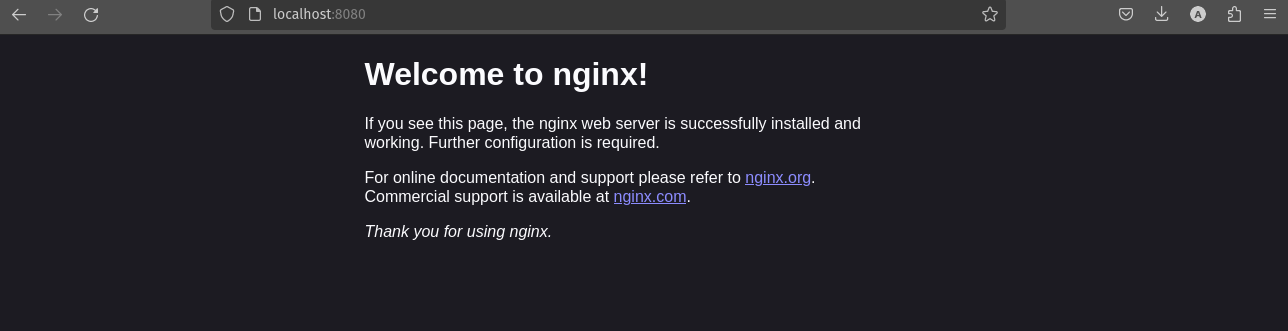 localhost:8080
A
Welcome to nginx!
If you see this page, the nginx web server is successfully installed and
working. Further configuration is required.
For online documentation and support please refer to nginx.org.
Commercial support is available at nginx.com.
Thank you for using nginx.